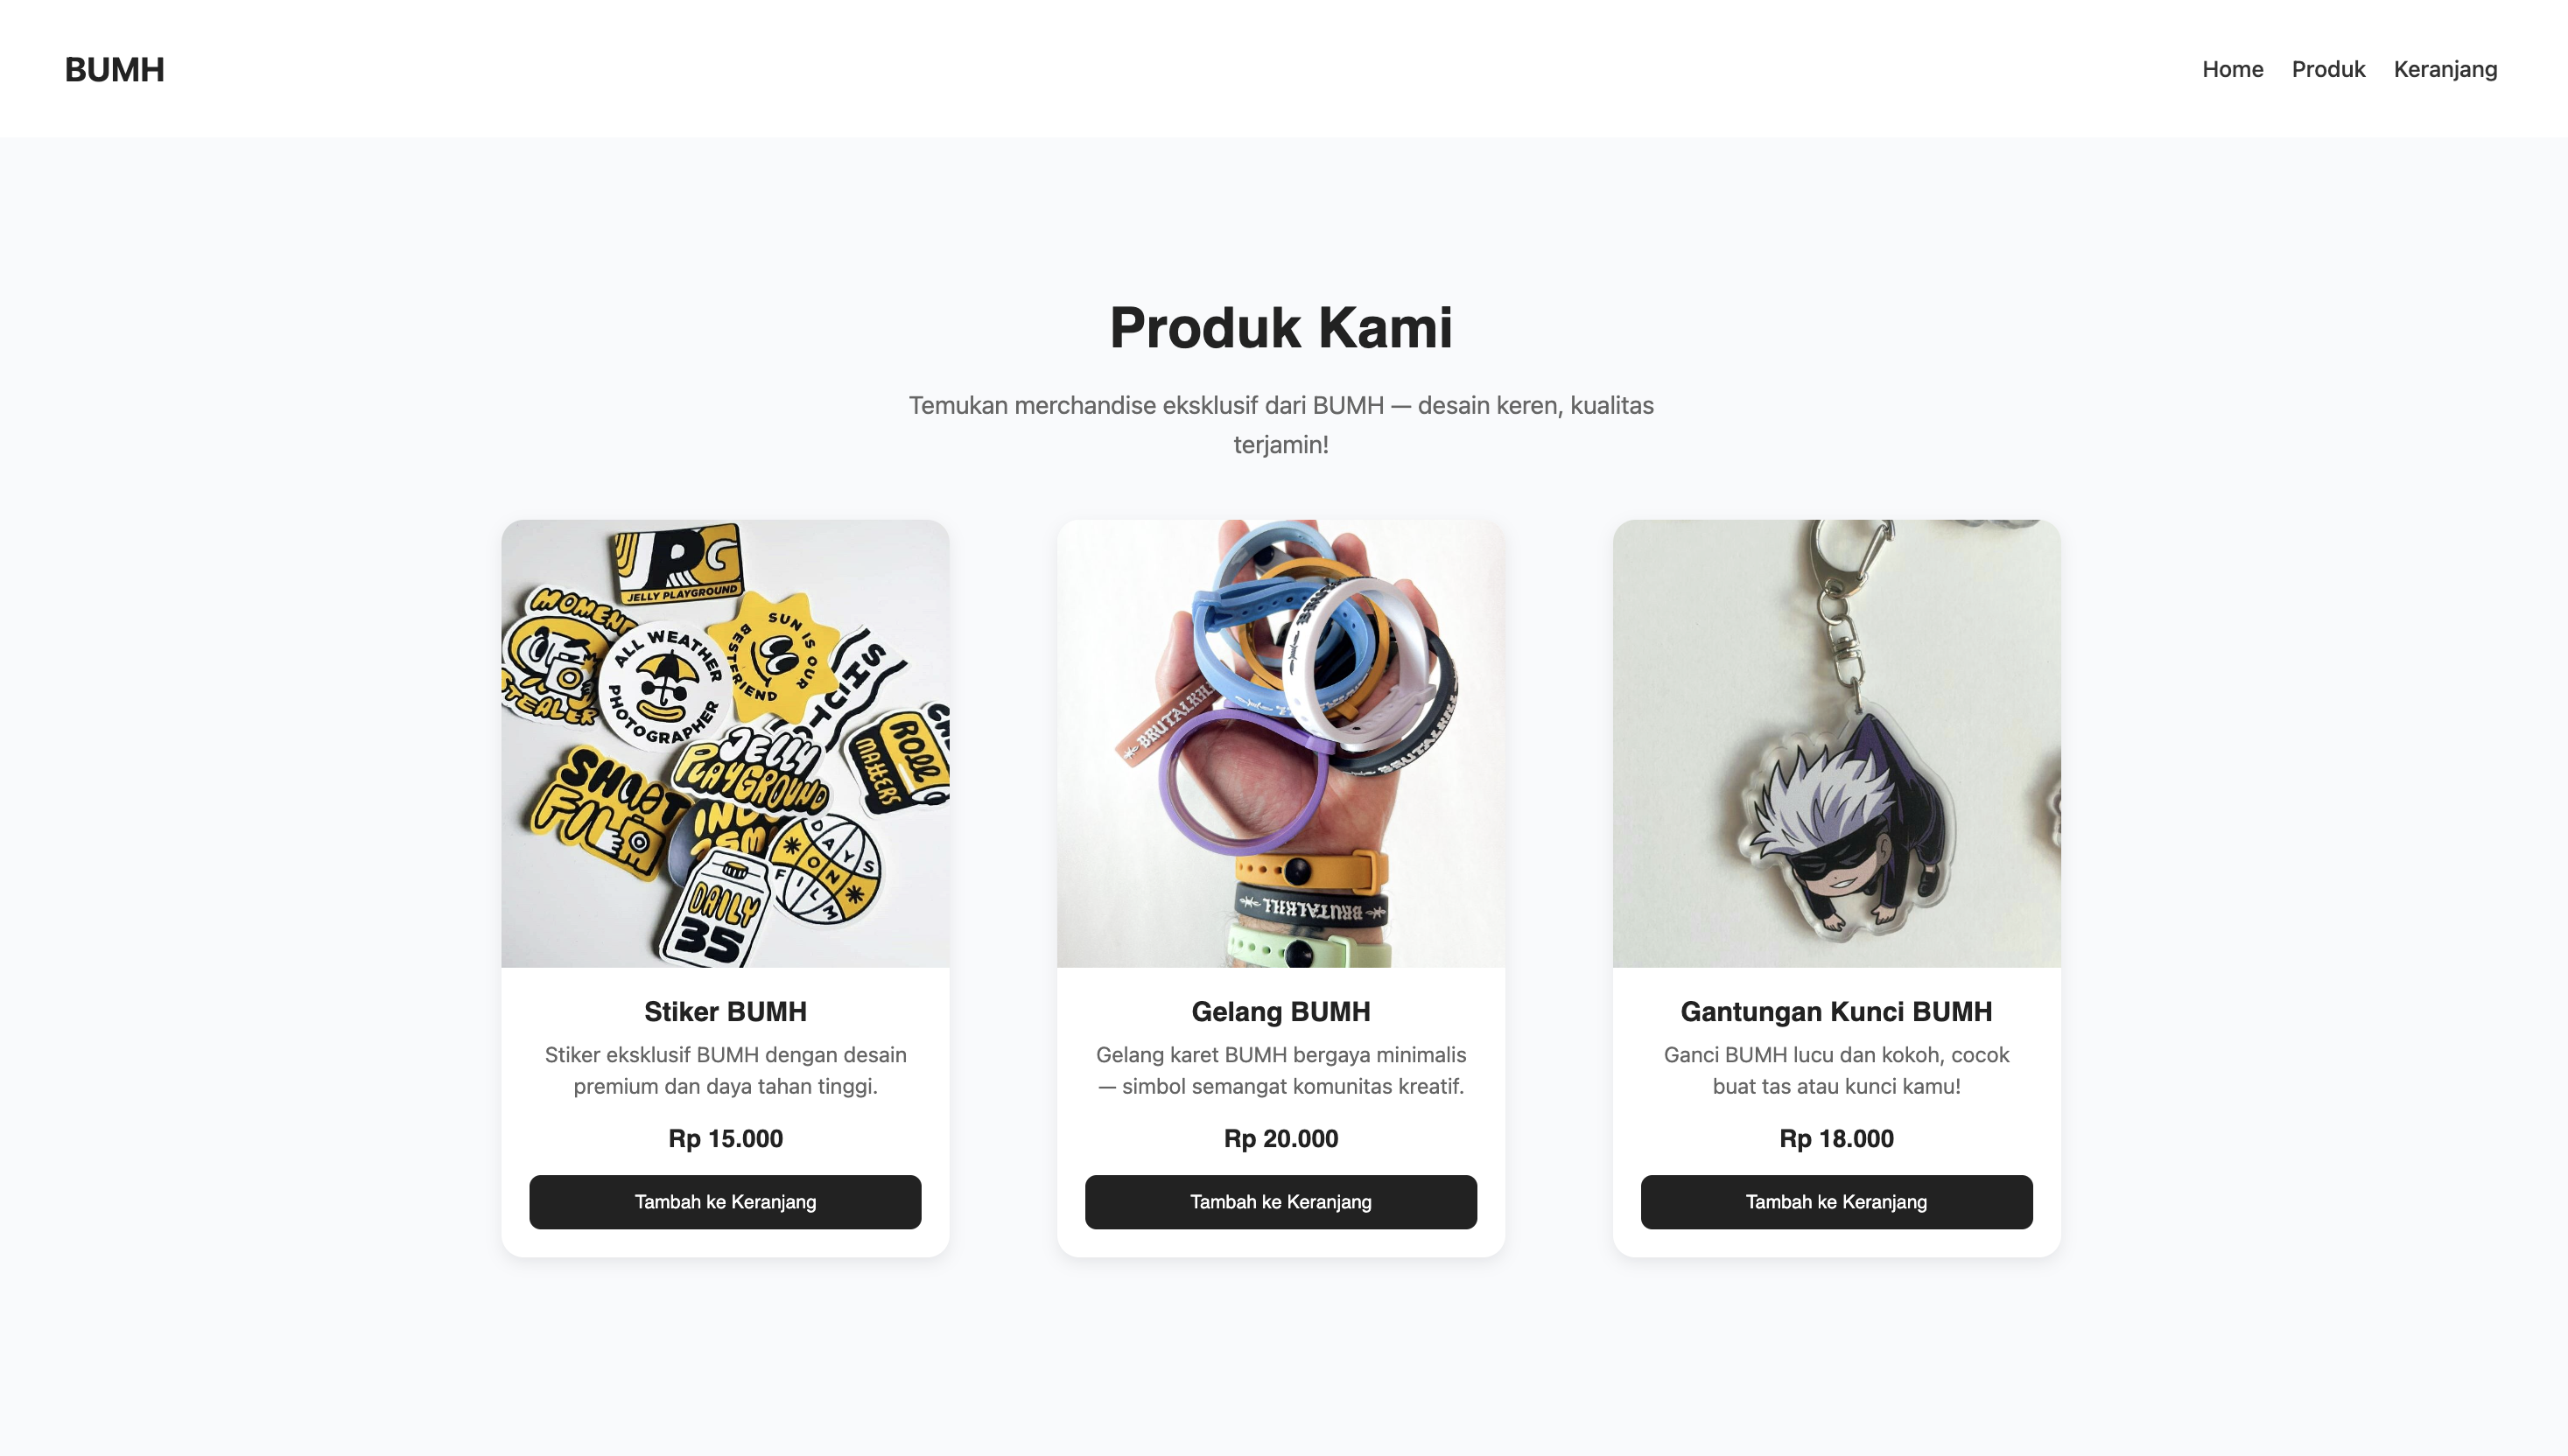 BUMH
Home
Produk
Keranjang
Produk Kami
Temukan merchandise eksklusif dari BUMH — desain keren, kualitas
terjamin!
JPG
JELLY PLAYGROUND
MOMENT
STEALER
ALL WEATHER
PHOTOGRAPHER
SUN IS OUR
BESTFRIEND
ROLL
MATTERS
JELLY
PLAYGROUND
SHOOT
FILM
DAYS
ON
FILM
DAILY
35
BRUTALKILL
BRUTALKILL
Stiker BUMH
Stiker eksklusif BUMH dengan desain
premium dan daya tahan tinggi.
Rp 15.000
Tambah ke Keranjang
Gelang BUMH
Gelang karet BUMH bergaya minimalis
— simbol semangat komunitas kreatif.
Rp 20.000
Tambah ke Keranjang
Gantungan Kunci BUMH
Ganci BUMH lucu dan kokoh, cocok
buat tas atau kunci kamu!
Rp 18.000
Tambah ke Keranjang